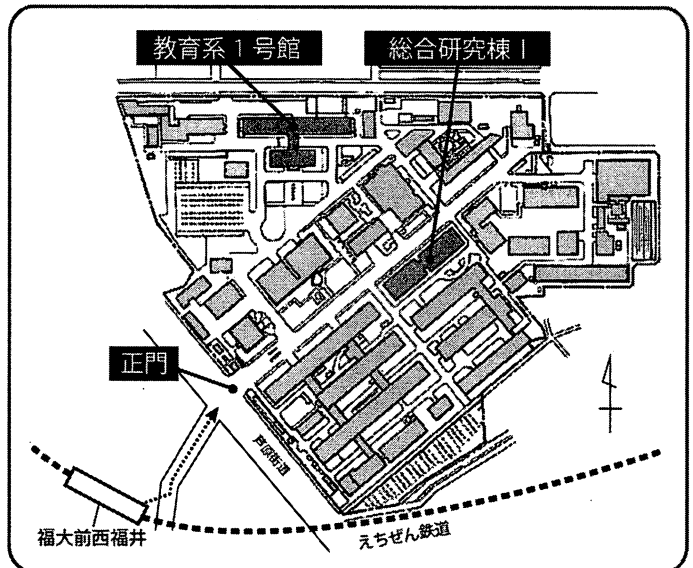 教育系1号館
総合研究棟Ⅰ
正門
芦原街道
福大前西福井
えちぜん鉄道